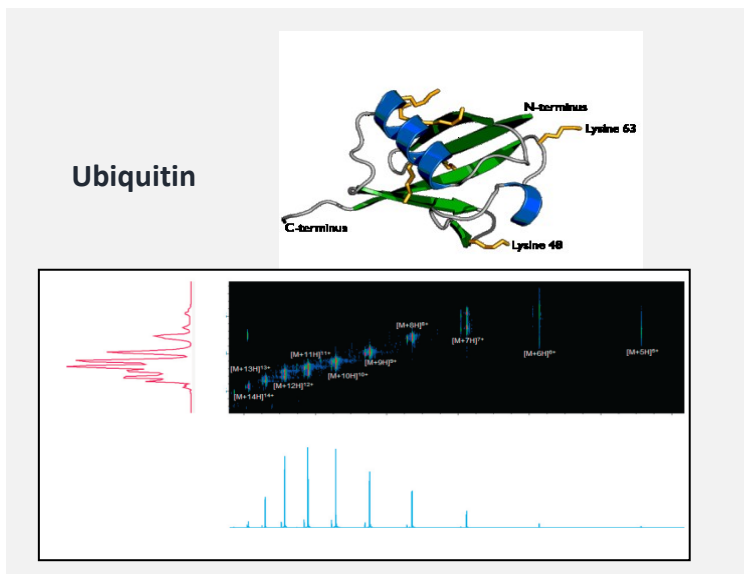 N-terminus
Lysine 63
Ubiquitin
C-terminus
Lysine 48
[M+8H]⁸⁺
[M+7H]⁷⁺
[M+11H]¹¹⁺
[M+9H]⁹⁺
[M+6H]⁶⁺
[M+5H]⁵⁺
[M+13H]¹³⁺
[M+10H]¹⁰⁺
[M+12H]¹²⁺
[M+14H]¹⁴⁺